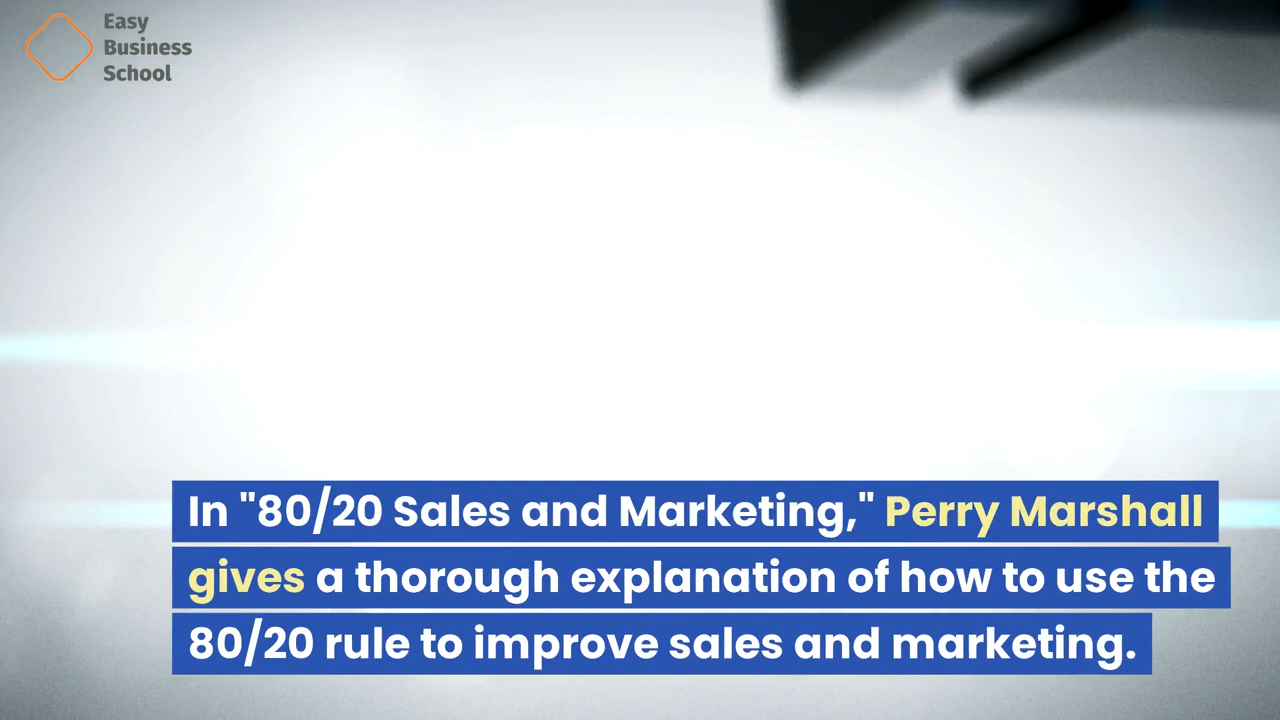 Easy
Business
School
In "80/20 Sales and Marketing," Perry Marshall
gives a thorough explanation of how to use the
80/20 rule to improve sales and marketing.